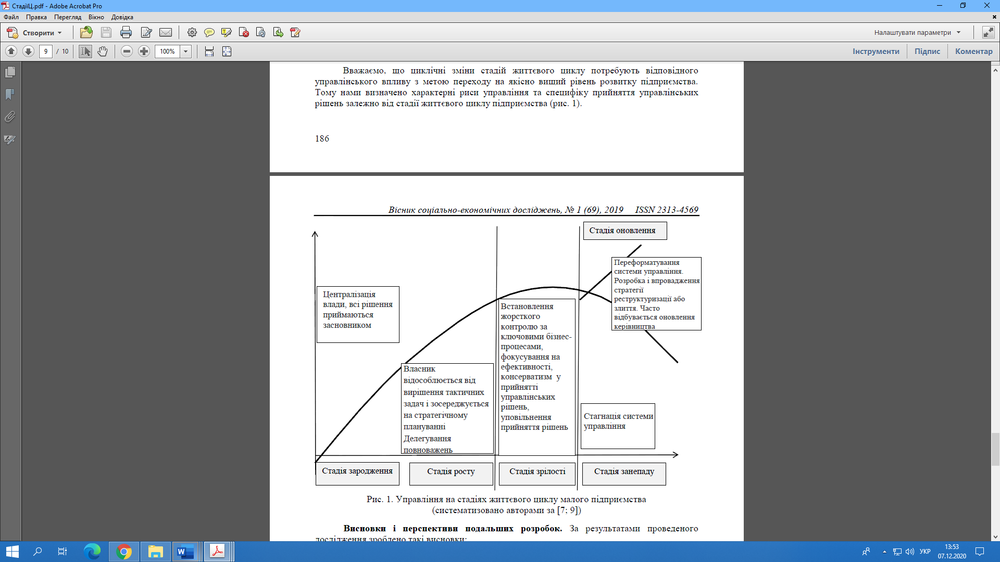 СтадіїЦ.pdf - Adobe Acrobat Pro
Файл Правка Перегляд Вікно Довідка
Створити
Налаштувати параметри
9 / 10
100%
Інструменти Підпис Коментар
Вважаємо, що циклічні зміни стадій життєвого циклу потребують відповідного
управлінського впливу з метою переходу на якісно вищий рівень розвитку підприємства.
Тому нами визначено характерні риси управління та специфіку прийняття управлінських
рішень залежно від стадії життєвого циклу підприємства (рис. 1).
186
Вісник соціально-економічних досліджень, № 1 (69), 2019 ISSN 2313-4569
Стадія оновлення
Переформатування
системи управління.
Розробка і впровадження
стратегії
реструктуризації або
злиття. Часто
відбувається оновлення
керівництва
Централізація
влади, всі рішення
приймаються
засновником
Власник
відособлюється від
вирішення тактичних
задач і зосереджується
на стратегічному
плануванні
Делегування
повноважень
Встановлення
жорсткого
контролю за
ключовими бізнес-
процесами,
фокусування на
ефективності,
консерватизм у
прийнятті
управлінських
рішень,
уповільнення
прийняття рішень
Стагнація системи
управління
Стадія зародження
Стадія росту
Стадія зрілості
Стадія занепаду
Рис. 1. Управління на стадіях життєвого циклу малого підприємства
(систематизовано авторами за [7; 9])
Висновки і перспективи подальших розробок. За результатами проведеного
дослідження зроблено такі висновки:
УКР
13:53
07.12.2020